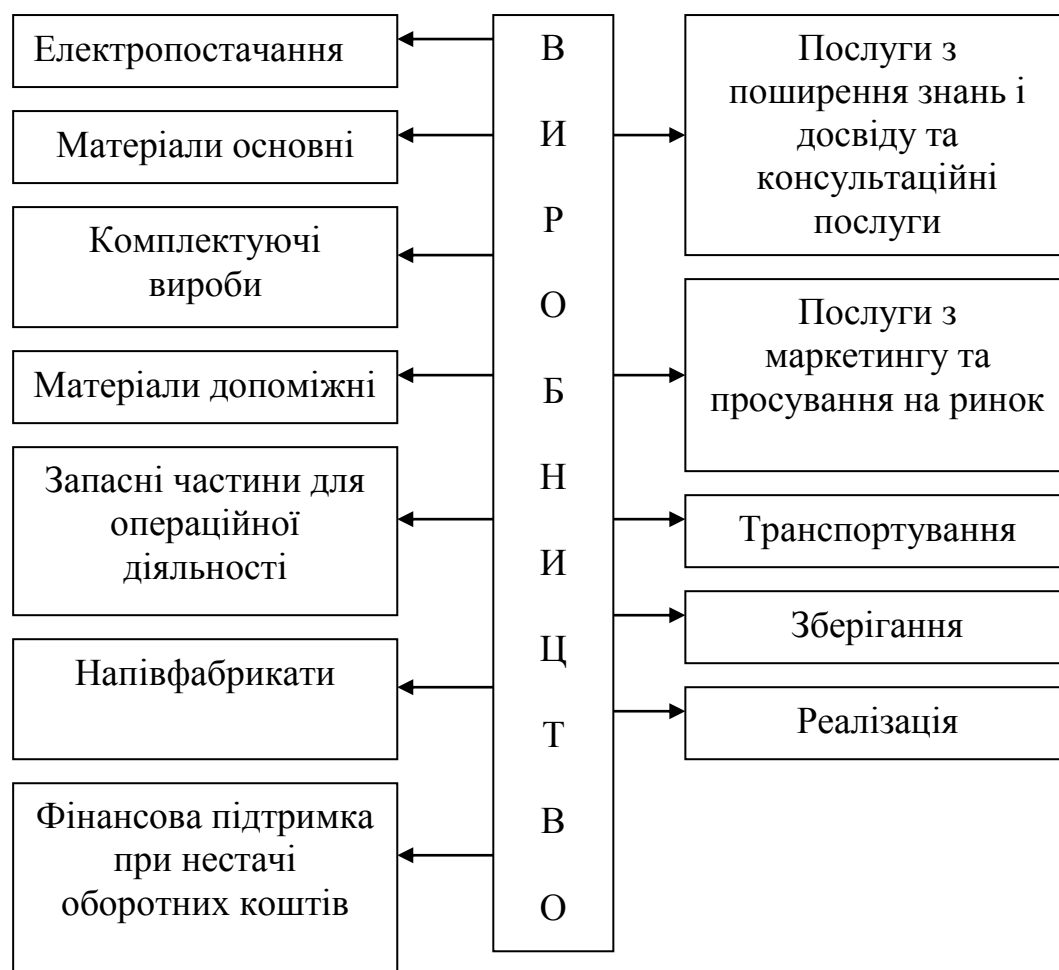 Електропостачання
Матеріали основні
Комплектуючі
вироби
Матеріали допоміжні
Запасні частини для
операційної
діяльності
Напівфабрикати
Фінансова підтримка
при нестачі
оборотних коштів
В
И
Р
О
Б
Н
И
Ц
Т
В
О
Послуги з
поширення знань і
досвіду та
консультаційні
послуги
Послуги з
маркетингу та
просування на ринок
Транспортування
Зберігання
Реалізація